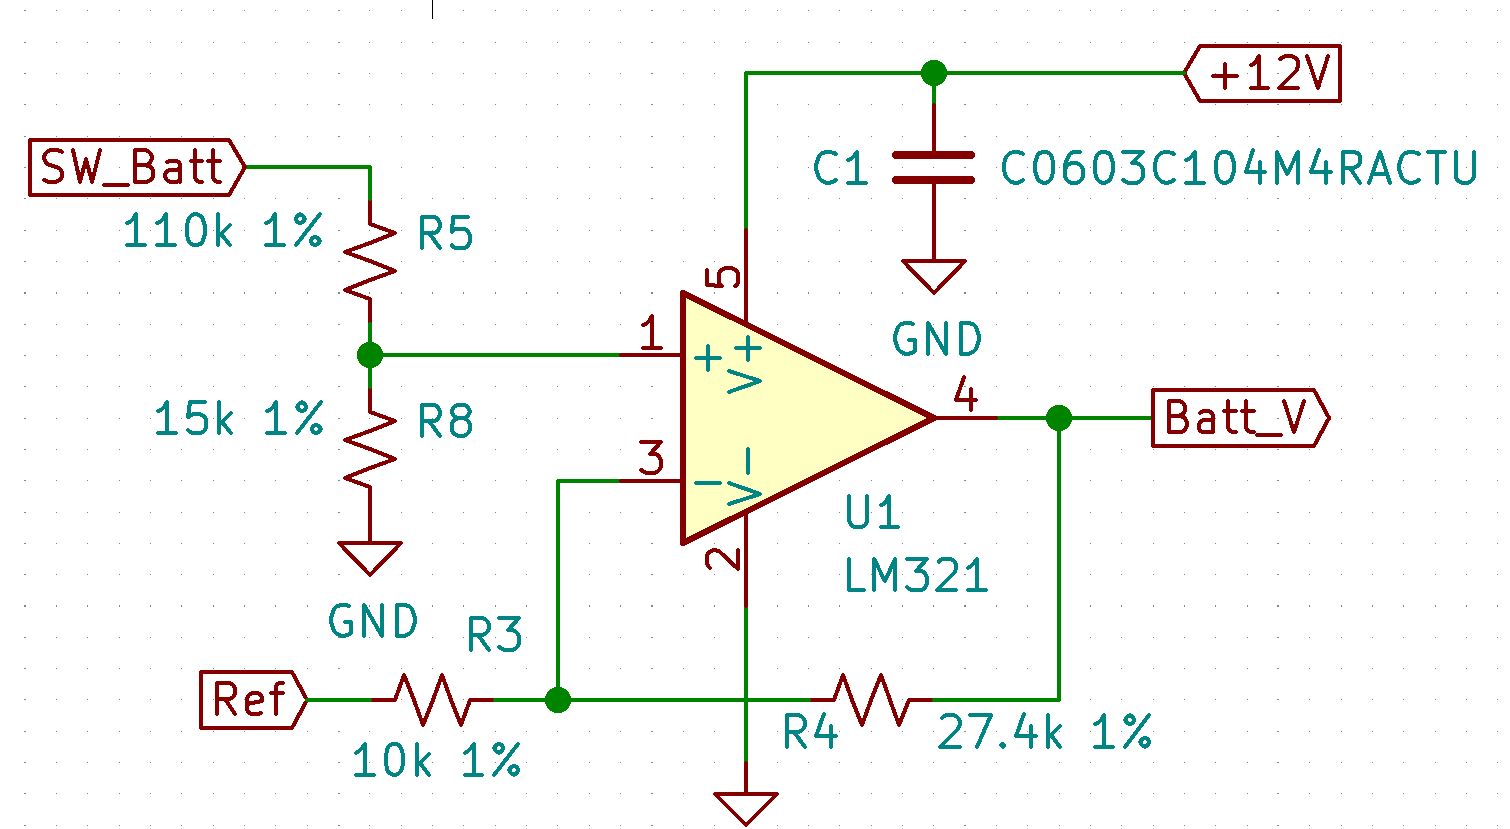 +12V
SW_Batt
C1 C0603C104M4RACTU
110k 1% R5
5
GND
1
+ V+
4
Batt_V
15k 1% R8
3
- V-
U1
2
LM321
GND
R3
Ref
R4 27.4k 1%
10k 1%